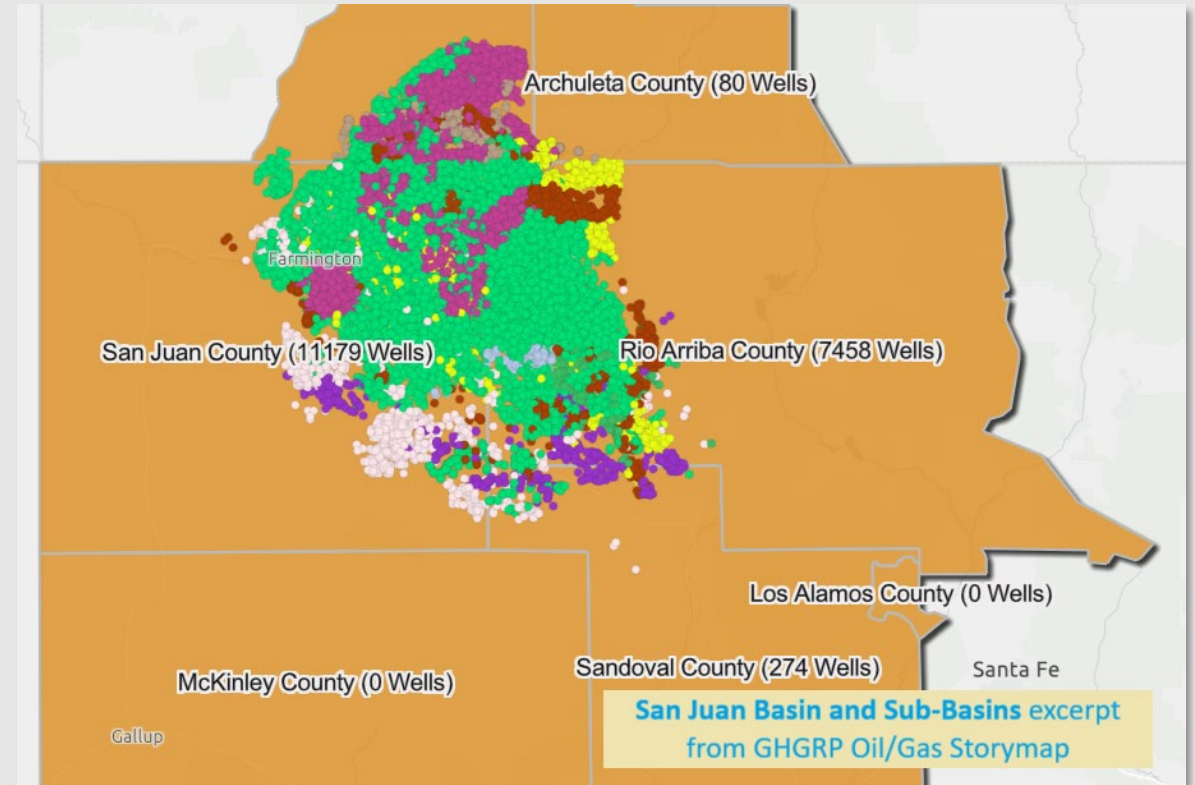 Archuleta County (80 Wells)
Farmington
San Juan County (11179 Wells)
Rio Arriba County (7458 Wells)
Los Alamos County (0 Wells)
McKinley County (0 Wells)
Sandoval County (274 Wells)
Santa Fe
San Juan Basin and Sub-Basins excerpt
from GHGRP Oil/Gas Storymap
Gallup